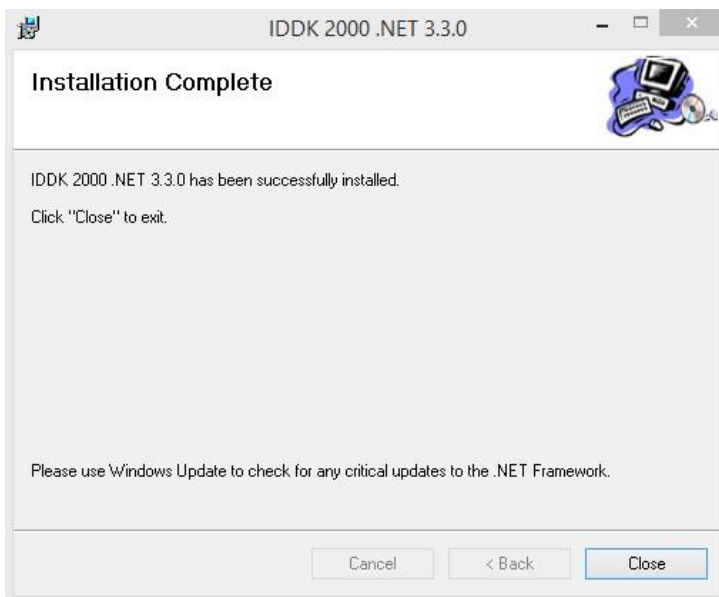 IDDK 2000 .NET 3.3.0
Installation Complete
IDDK 2000 .NET 3.3.0 has been successfully installed.
Click "Close" to exit.
Please use Windows Update to check for any critical updates to the .NET Framework.
Cancel
< Back
Close